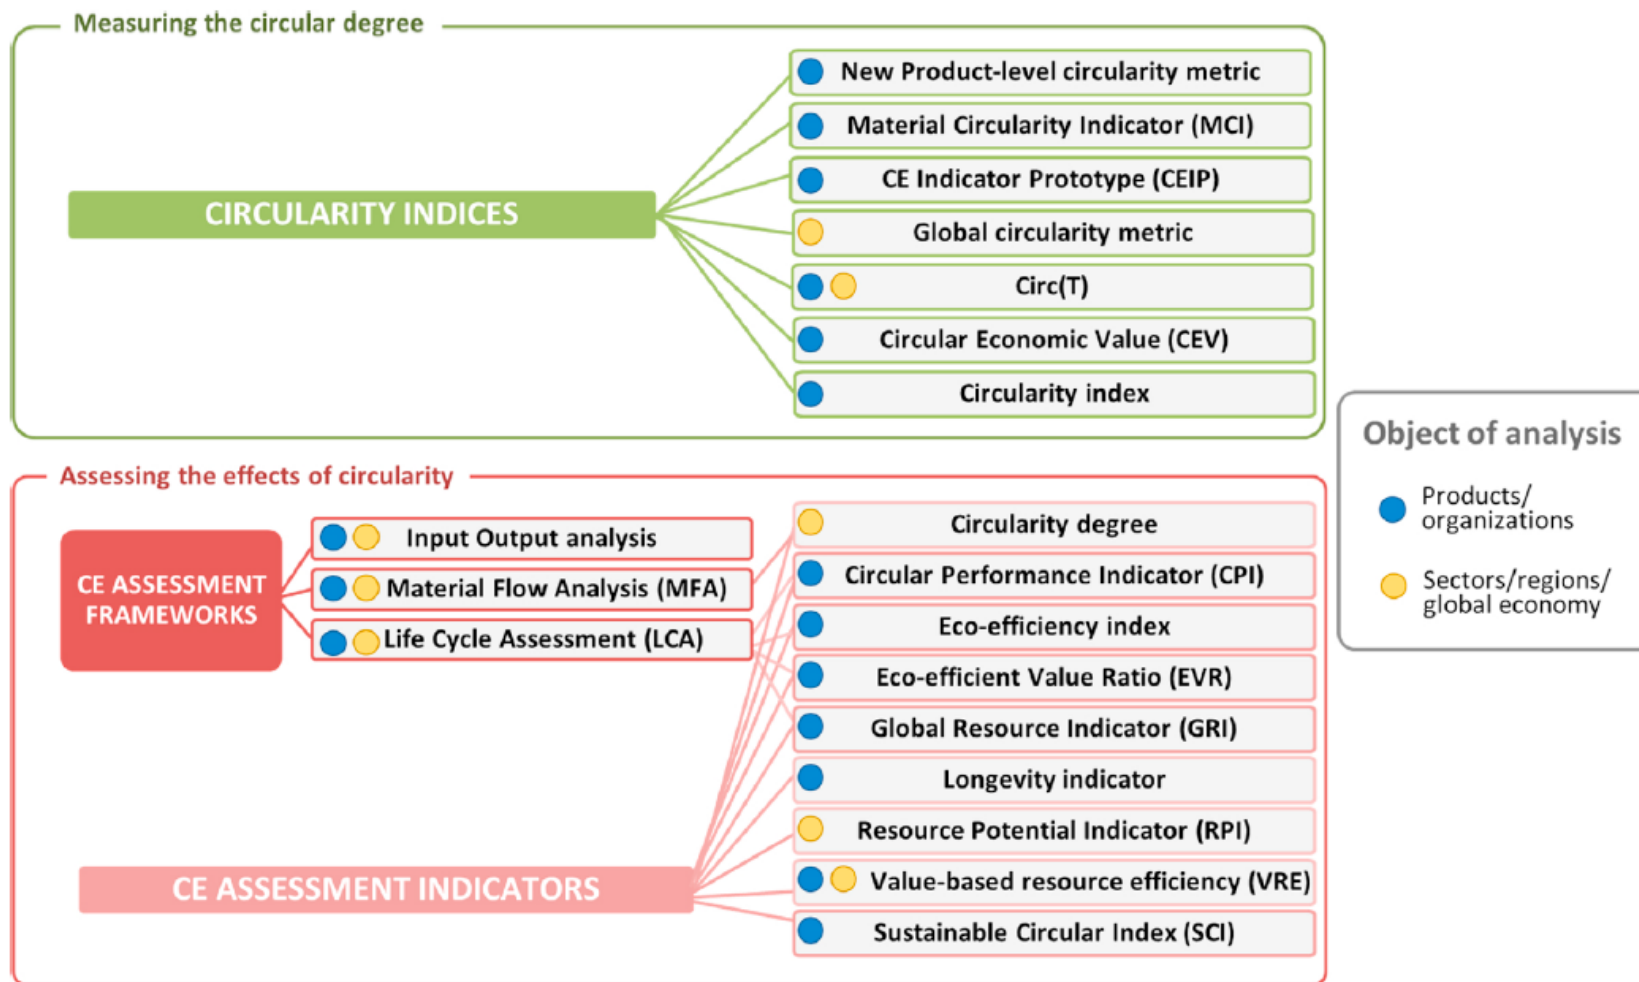 Measuring the circular degree
CIRCULARITY INDICES
New Product-level circularity metric
Material Circularity Indicator (MCI)
CE Indicator Prototype (CEIP)
Global circularity metric
Circ(T)
Circular Economic Value (CEV)
Circularity index
Assessing the effects of circularity
CE ASSESSMENT
FRAMEWORKS
Input Output analysis
Material Flow Analysis (MFA)
Life Cycle Assessment (LCA)
CE ASSESSMENT INDICATORS
Circularity degree
Circular Performance Indicator (CPI)
Eco-efficiency index
Eco-efficient Value Ratio (EVR)
Global Resource Indicator (GRI)
Longevity indicator
Resource Potential Indicator (RPI)
Value-based resource efficiency (VRE)
Sustainable Circular Index (SCI)
Object of analysis
Products/
organizations
Sectors/regions/
global economy